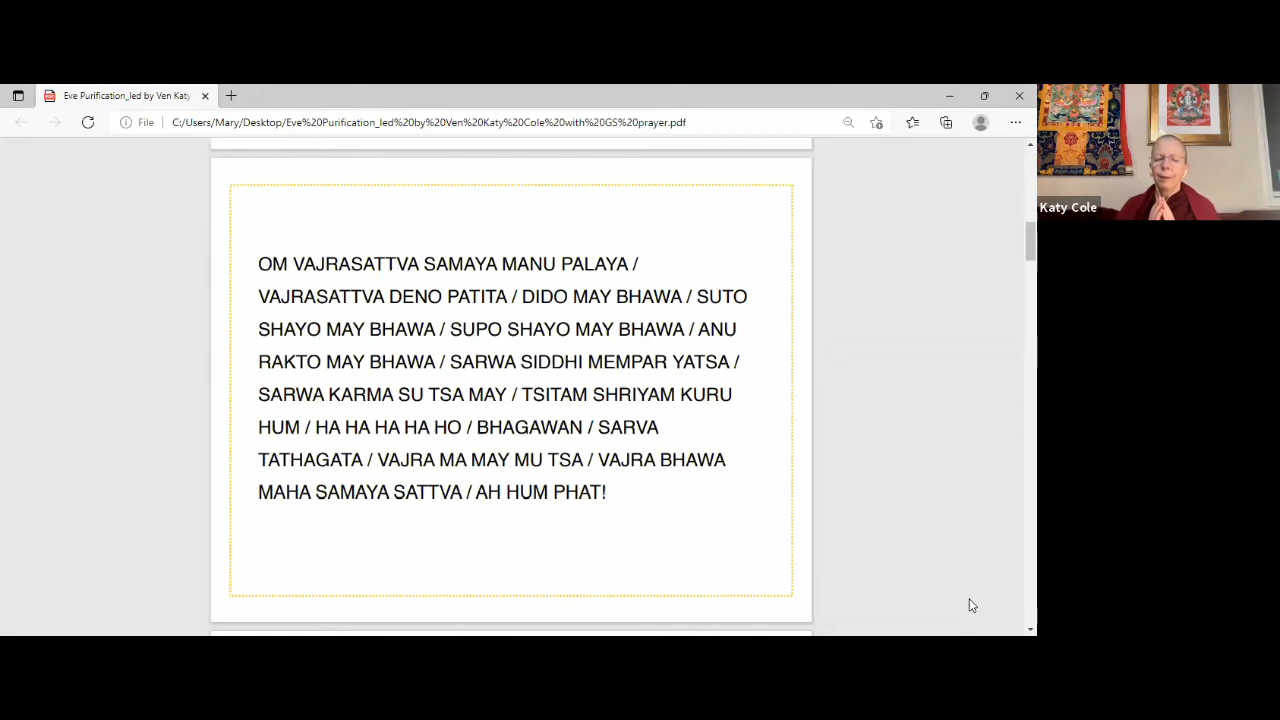 Eve Purification_led by Ven Katy
File
C:/Users/Mary/Desktop/Eve%20Purification_led%20by%20Ven%20Katy%20Cole%20with%20GS%20prayer.pdf
OM VAJRASATTVA SAMAYA MANU PALAYA /
VAJRASATTVA DENO PATITA / DIDO MAY BHAWA / SUTO
SHAYO MAY BHAWA / SUPO SHAYO MAY BHAWA / ANU
RAKTO MAY BHAWA / SARWA SIDDHI MEMPAR YATSA /
SARWA KARMA SU TSA MAY / TSITAM SHRIYAM KURU
HUM / HA HA HA HA HO / BHAGAWAN / SARVA
TATHAGATA / VAJRA MA MAY MU TSA / VAJRA BHAWA
MAHA SAMAYA SATTVA / AH HUM PHAT!
Katy Cole